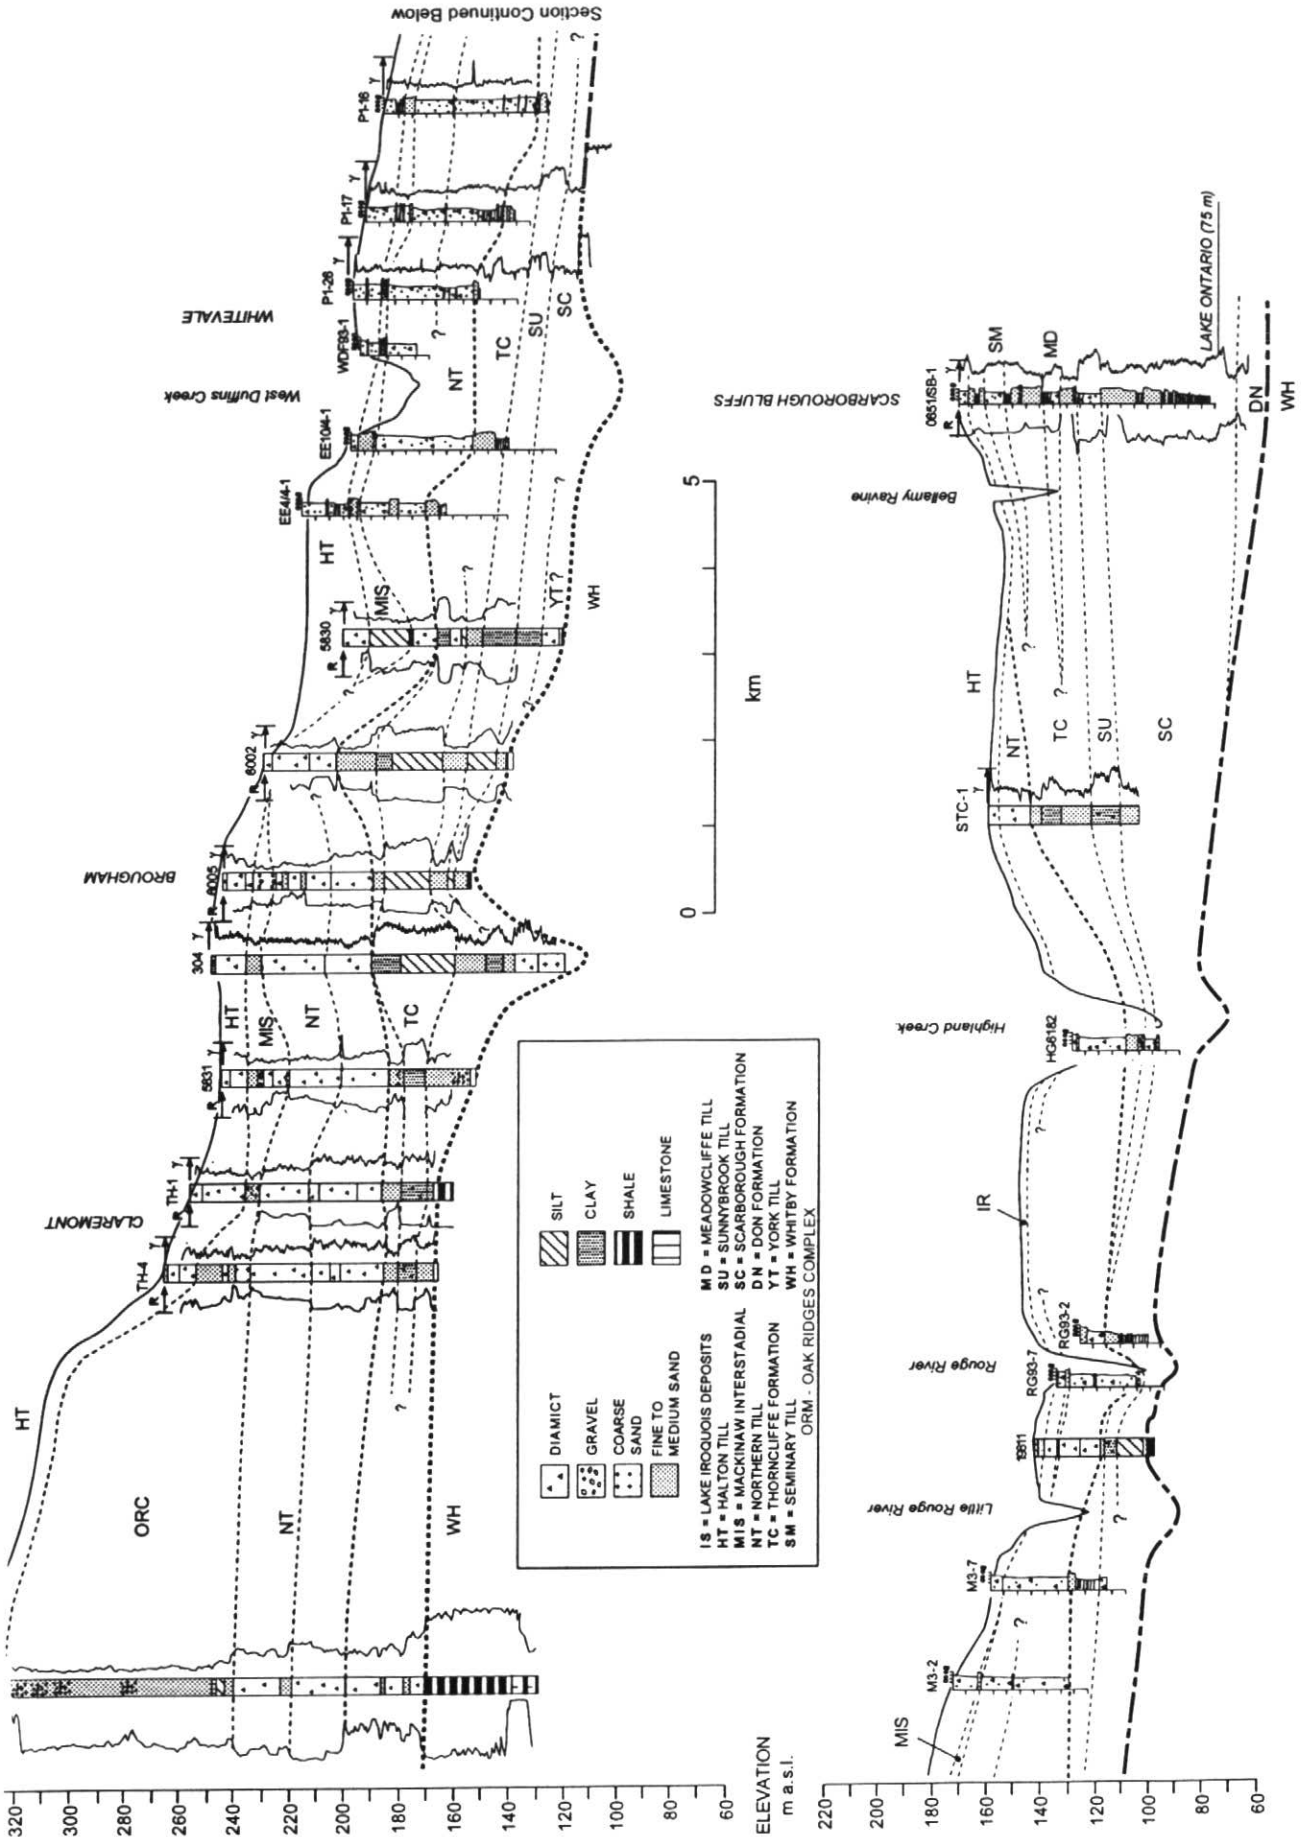 Section Continued Below
P1-16
γ
P1-17
γ
P1-26
γ
WHITEVALE
WDF93-1
West Duffins Creek
EE10/4-1
EE4/4-1
5830
R
γ
6002
R
γ
BROUGHAM
6005
R
γ
304
γ
5831
R
γ
CLAREMONT
TH-1
R
γ
TH-4
R
γ
HT
ORC
NT
WH
?
HT
MIS
NT
TC
?
?
?
?
HT
MIS
YT ?
WH
?
?
NT
TC
SU
SC
?
320
300
280
260
240
220
200
180
160
140
120
100
80
60
ELEVATION
m a.s.l.
0
5
km
DIAMICT
GRAVEL
COARSE
SAND
FINE TO
MEDIUM SAND
SILT
CLAY
SHALE
LIMESTONE
IS = LAKE IROQUOIS DEPOSITS
HT = HALTON TILL
MIS = MACKINAW INTERSTADIAL
NT = NORTHERN TILL
TC = THORNCLIFFE FORMATION
SM = SEMINARY TILL
MD = MEADOWCLIFFE TILL
SU = SUNNYBROOK TILL
SC = SCARBOROUGH FORMATION
DN = DON FORMATION
YT = YORK TILL
WH = WHITBY FORMATION
ORM - OAK RIDGES COMPLEX
220
200
180
160
140
120
100
80
60
MIS
M3-2
?
M3-7
Little Rouge River
?
19811
RG93-7
Rouge River
RG93-2
?
IR
?
HG6182
Highland Creek
STC-1
γ
HT
NT
TC
SU
SC
?
?
Bellamy Ravine
SCARBOROUGH BLUFFS
0651/SB-1
R
γ
SM
MD
DN
WH
LAKE ONTARIO (75 m)